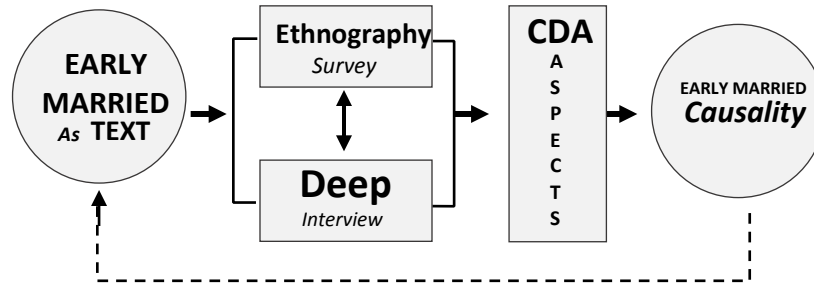 EARLY
MARRIED
As TEXT
Ethnography
Survey
Deep
Interview
CDA
A
S
P
E
C
T
S
EARLY MARRIED
Causality